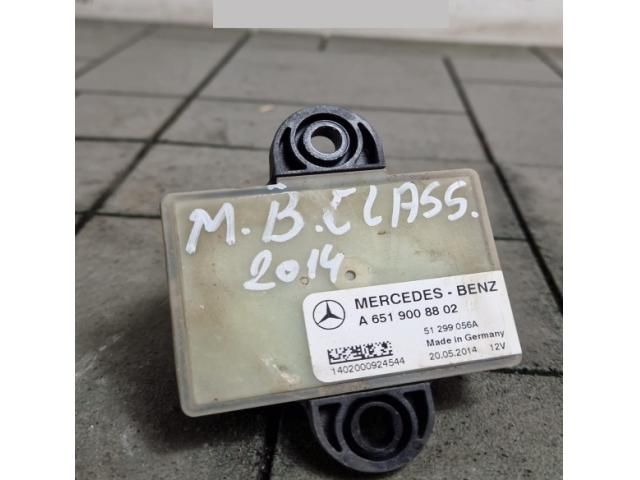 M.B.CLASS.
2014
MERCEDES - BENZ
A 651 900 88 02
51 299 056A
Made in Germany
1402000924544
20.05.2014 12V